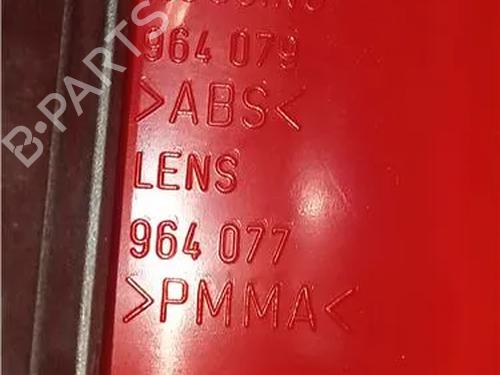 964 079
>ABS<
LENS
964 077
>PMMA<
B·PARTS